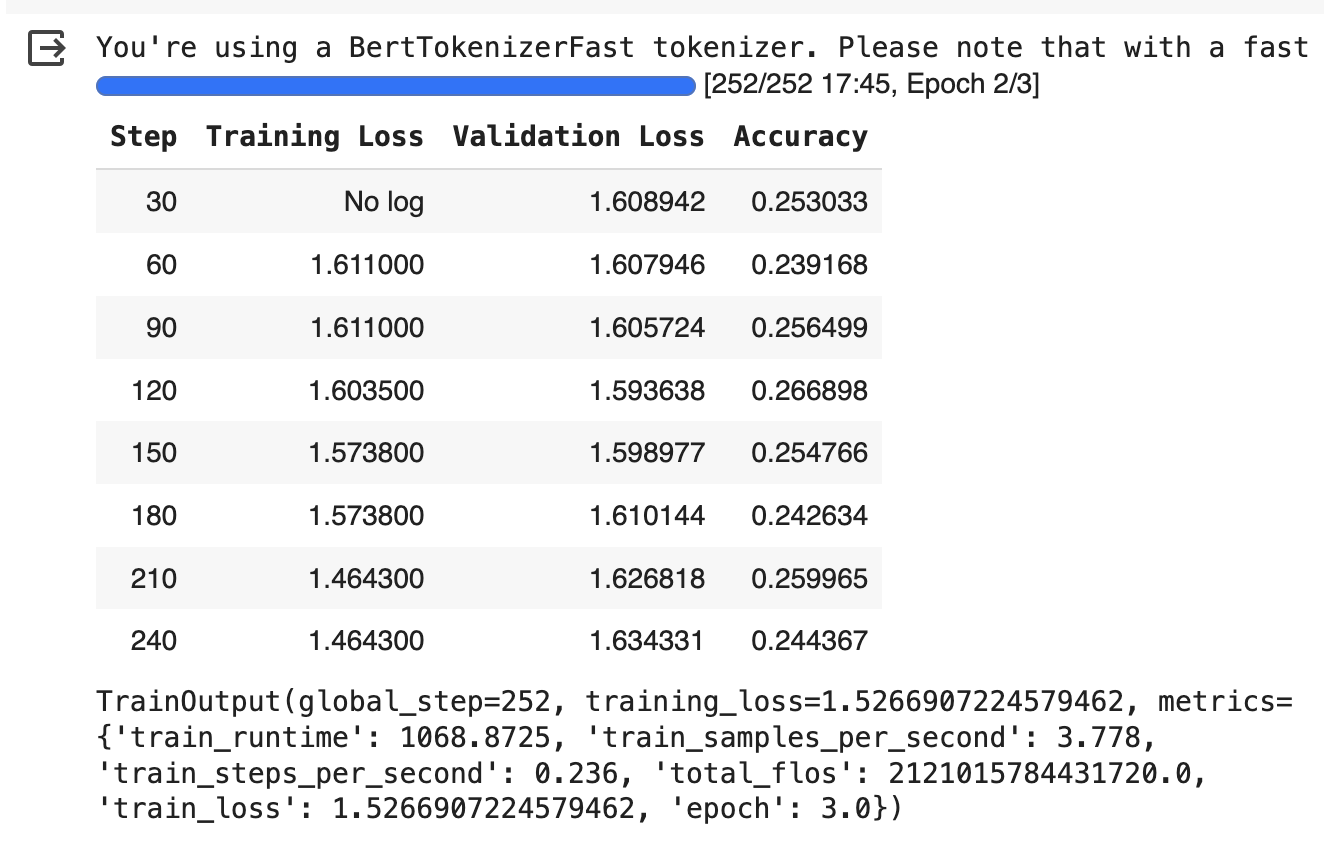 You're using a BertTokenizerFast tokenizer. Please note that with a fast
[252/252 17:45, Epoch 2/3]
Step Training Loss Validation Loss Accuracy
30 No log 1.608942 0.253033
60 1.611000 1.607946 0.239168
90 1.611000 1.605724 0.256499
120 1.603500 1.593638 0.266898
150 1.573800 1.598977 0.254766
180 1.573800 1.610144 0.242634
210 1.464300 1.626818 0.259965
240 1.464300 1.634331 0.244367
TrainOutput(global_step=252, training_loss=1.5266907224579462, metrics=
{'train_runtime': 1068.8725, 'train_samples_per_second': 3.778,
'train_steps_per_second': 0.236, 'total_flos': 2121015784431720.0,
'train_loss': 1.5266907224579462, 'epoch': 3.0})